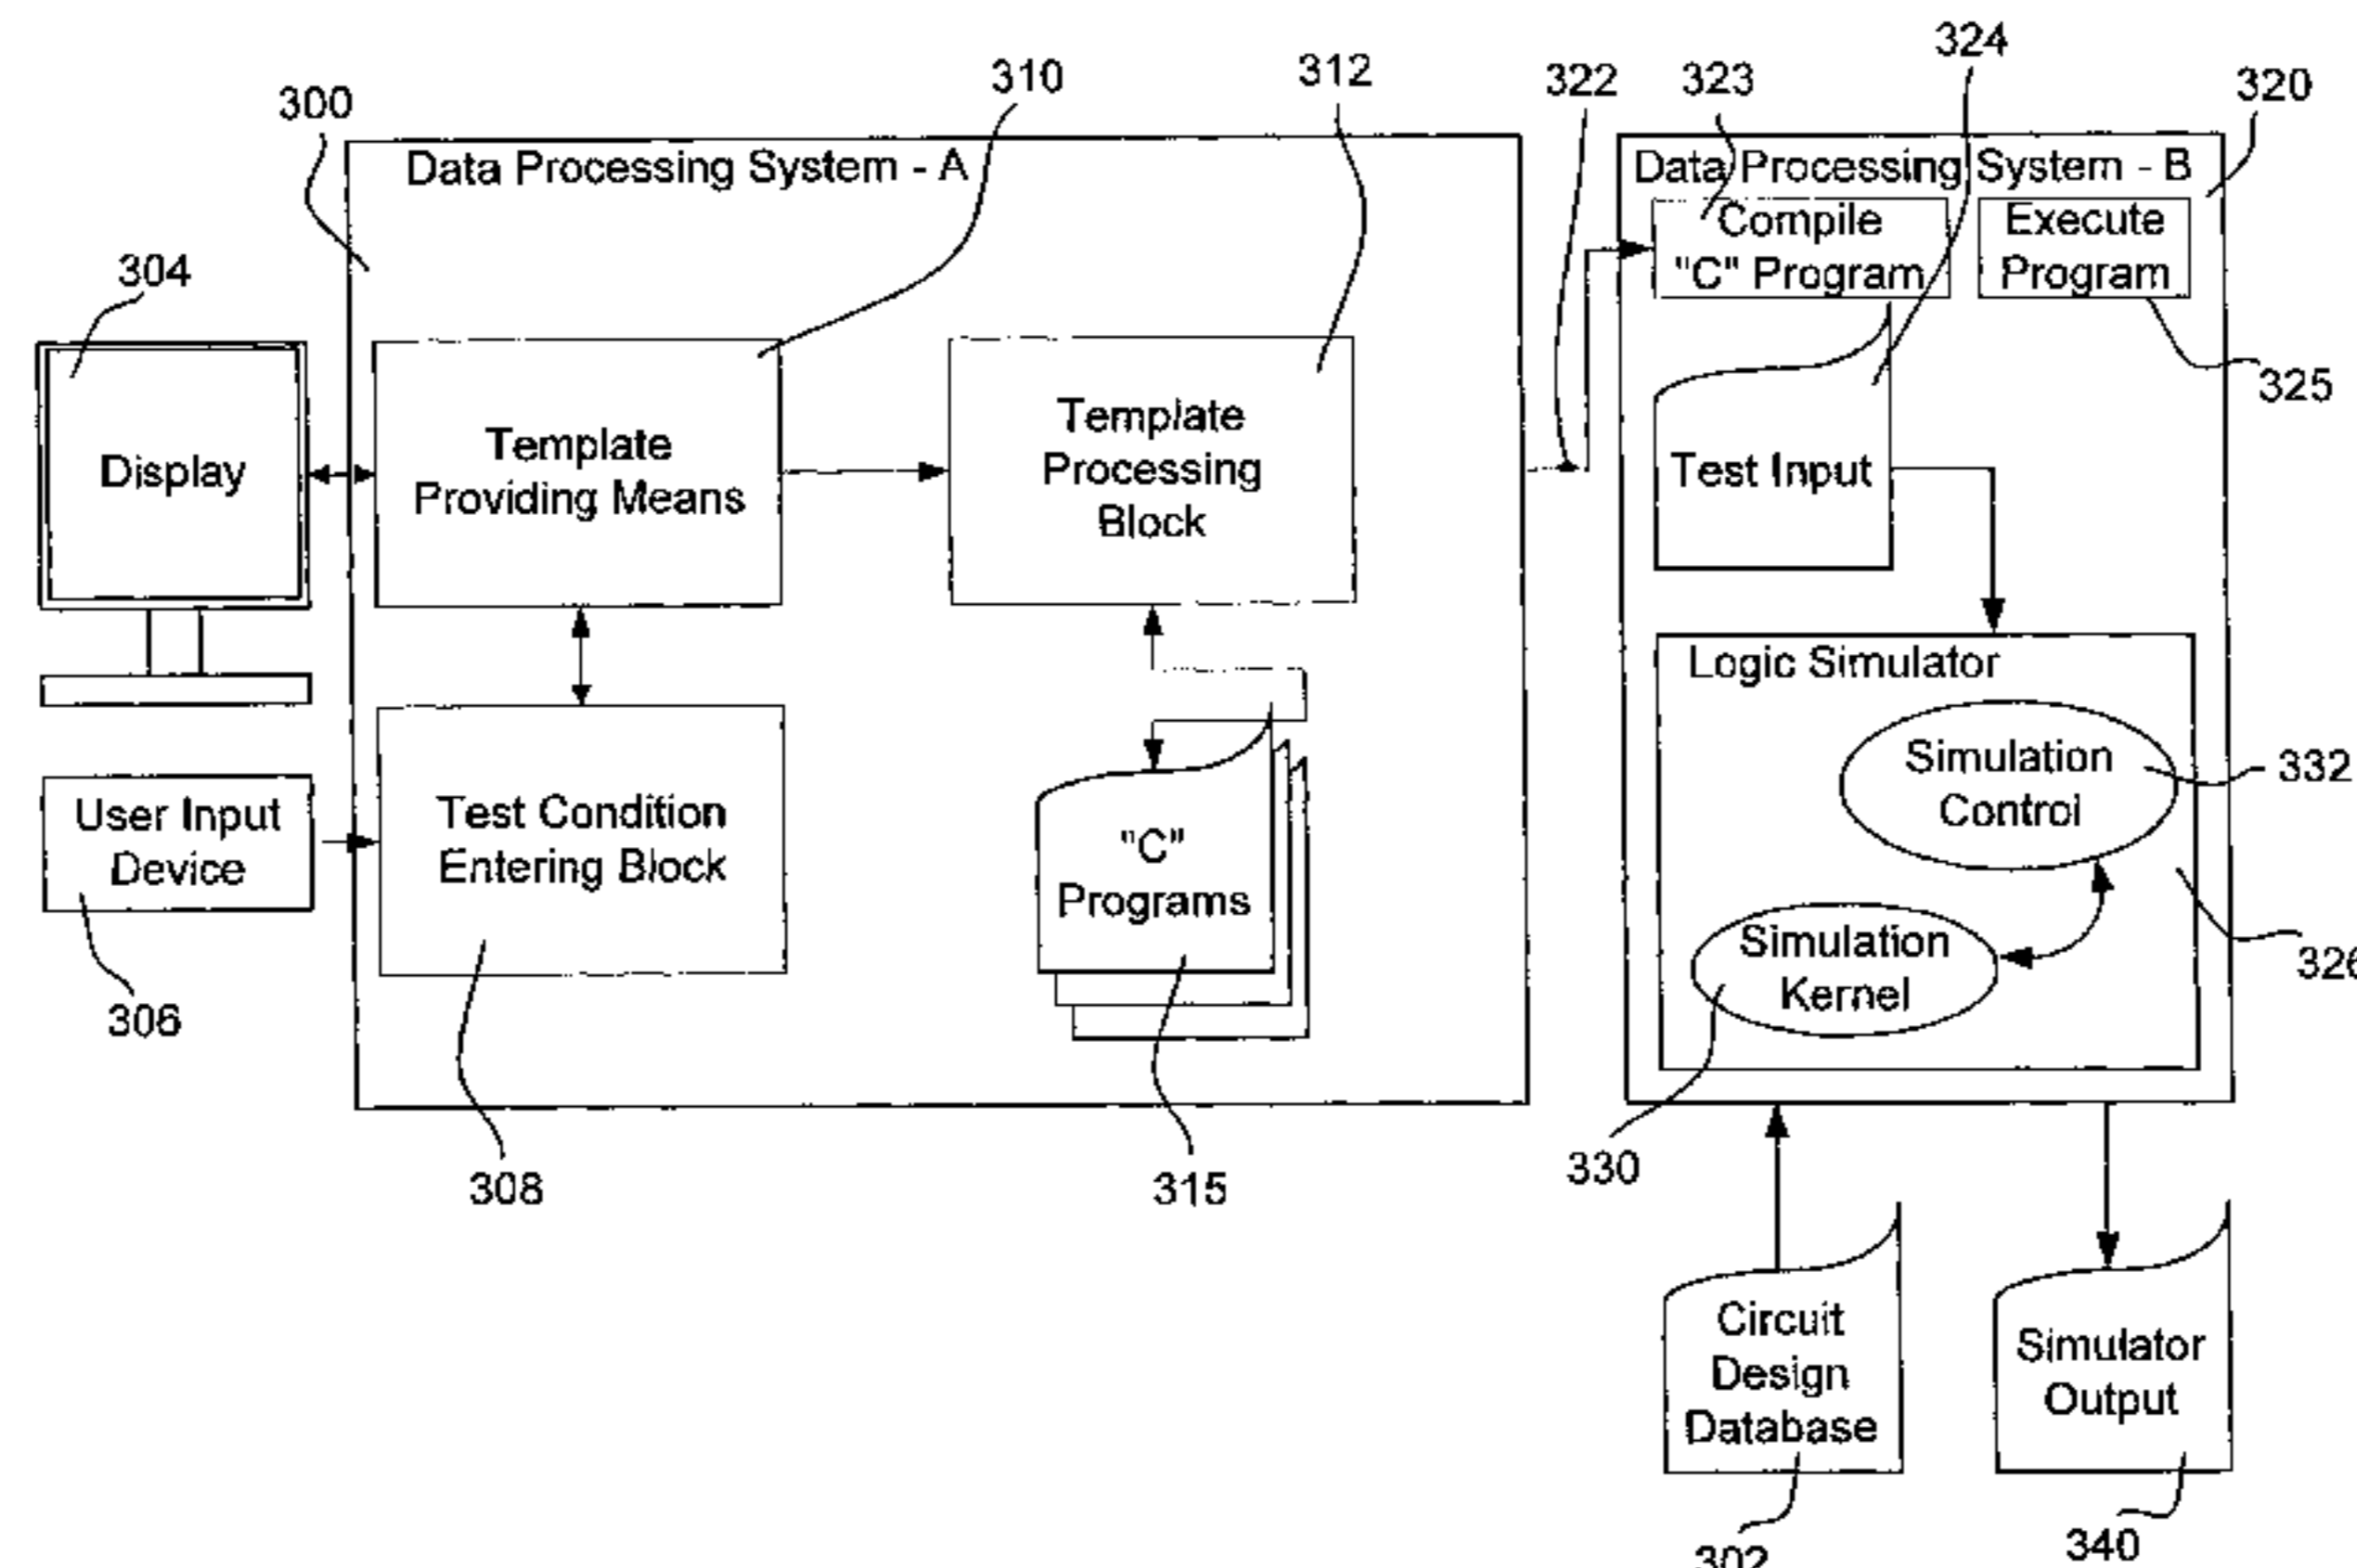 324
310
312
322
323
320
300
Data Processing System - A
Data Processing System - B
Compile
"C" Program
Execute
Program
304
325
Display
Template
Providing Means
Template
Processing
Block
Test Input
Logic Simulator
Simulation
Control
332
User Input
Device
Test Condition
Entering Block
"C"
Programs
Simulation
Kernel
326
306
308
315
330
Circuit
Design
Database
Simulator
Output
302
340